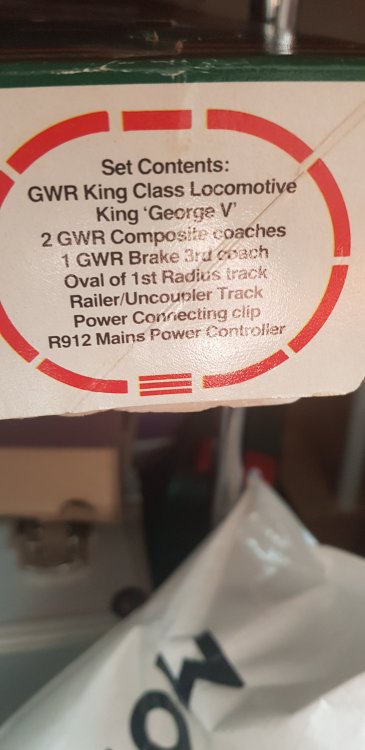 Set Contents:
GWR King Class Locomotive
King 'George V'
2 GWR Composite coaches
1 GWR Brake 3rd coach
Oval of 1st Radius track
Railer/Uncoupler Track
Power Connecting clip
R912 Mains Power Controller